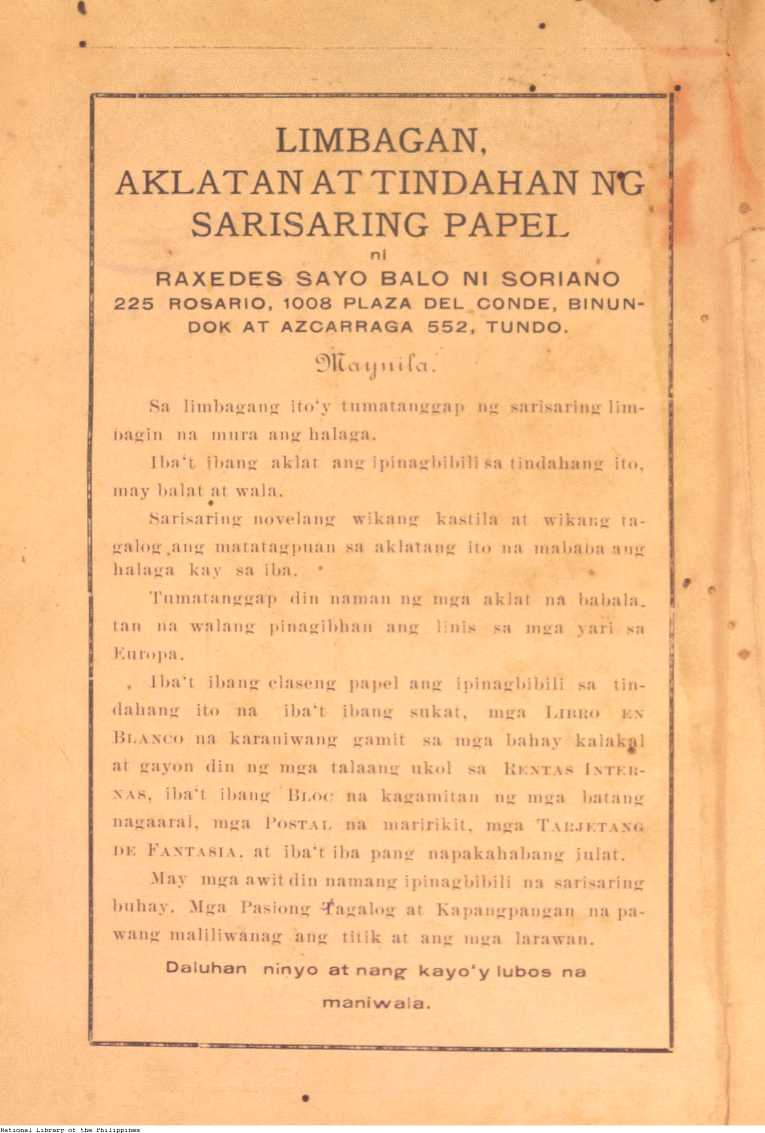 LIMBAGAN,
AKLATAN AT TINDAHAN NG
SARISARING PAPEL
ni
RAXEDES SAYO BALO NI SORIANO
225 ROSARIO, 1008 PLAZA DEL CONDE, BINUN-
DOK AT AZCARRAGA 552, TUNDO.
Maynila.
Sa limbagang ito'y tumatanggap ng sarisaring lim-
bagin na mura ang halaga.
Iba't ibang aklat ang ipinagbibili sa tindahang ito,
may balat at wala.
Sarisaring novelang wikang kastila at wikang ta-
galog ang matatagpuan sa aklatang ito na mababa ang
halaga kay sa iba.
Tumatanggap din naman ng mga aklat na babala.
tan na walang pinagibhan ang linis sa mga yari sa
Europa.
Iba't ibang claseng papel ang ipinagbibili sa tin-
dahang ito na iba't ibang sukat, mga LIBRO EN
BLANCO na karaniwang gamit sa mga bahay kalakal
at gayon din ng mga talaang ukol sa RENTAS INTER-
NAS, iba't ibang BLOC na kagamitan ng mga batang
nagaaral, mga POSTAL na maririkit, mga TARJETANG
DE FANTASIA. at iba't iba pang napakahabang julat.
May mga awit din namang ipinagbibili na sarisaring
buhay. Mga Pasiong Tagalog at Kapangpangan na pa-
wang maliliwanag ang titik at ang mga larawan.
Daluhan ninyo at nang kayo'y lubos na
maniwala.
National Library of the Philippines